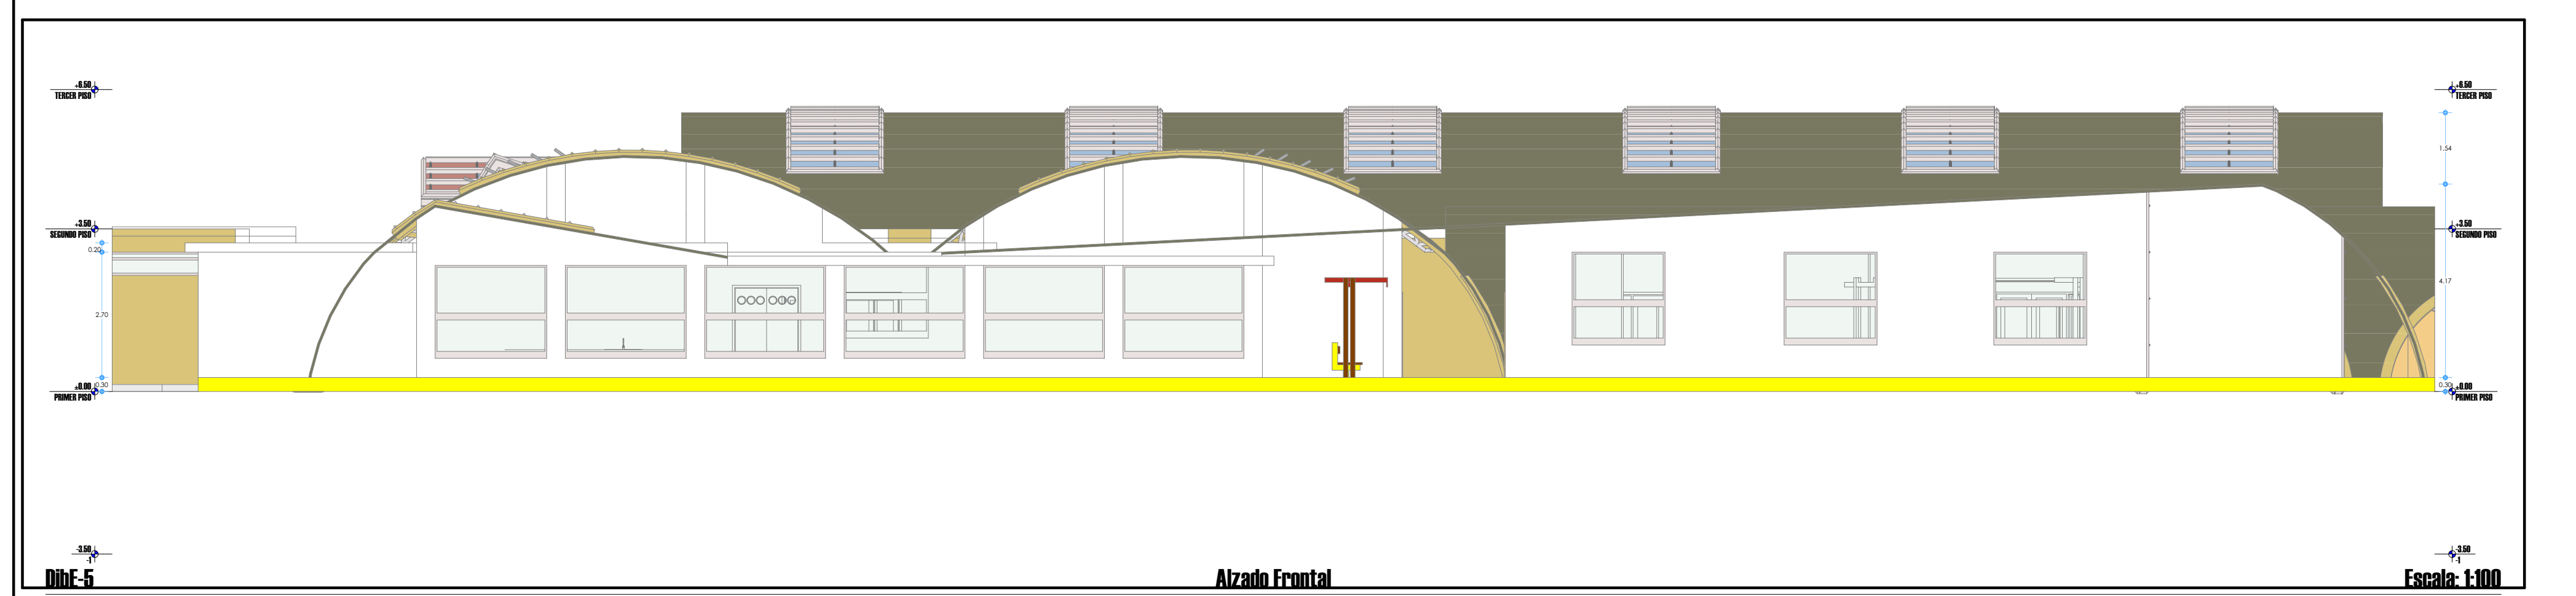 +6.50
TERCER PISO
+3.50
SEGUNDO PISO
0.20
2.70
0.30
±0.00
PRIMER PISO
-3.50
-1
+6.50
TERCER PISO
1.54
+3.50
SEGUNDO PISO
4.17
0.30
±0.00
PRIMER PISO
-3.50
-1
DibE-5
Alzado Frontal
Escala: 1:100